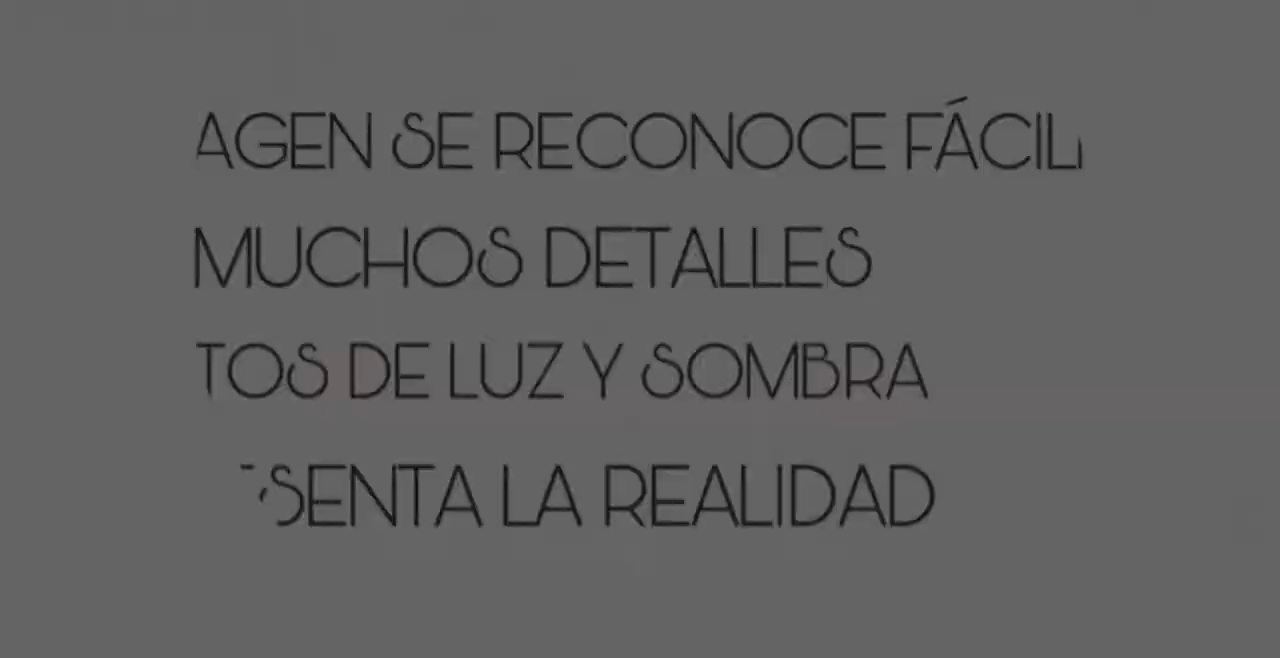 AGEN SE RECONOCE FÁCIL
MUCHOS DETALLES
TOS DE LUZ Y SOMBRA
SENTA LA REALIDAD